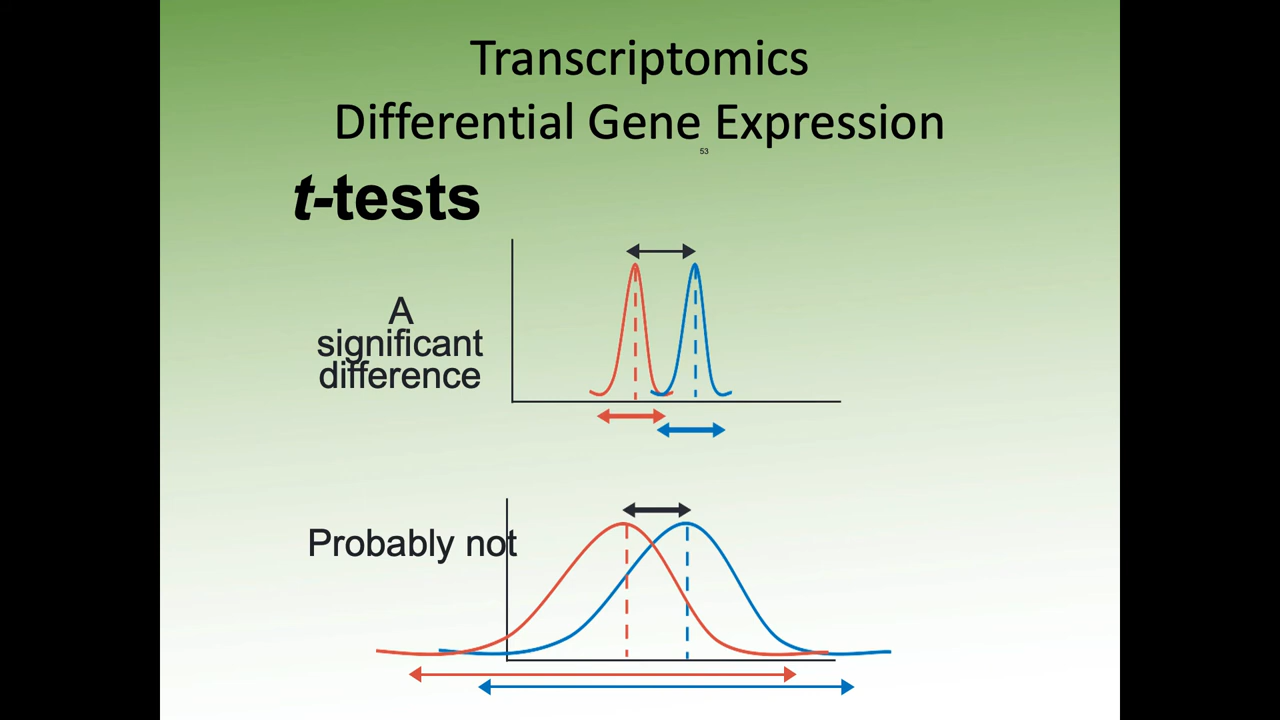 Transcriptomics
Differential Gene Expression
53
t-tests
A
significant
difference
Probably not